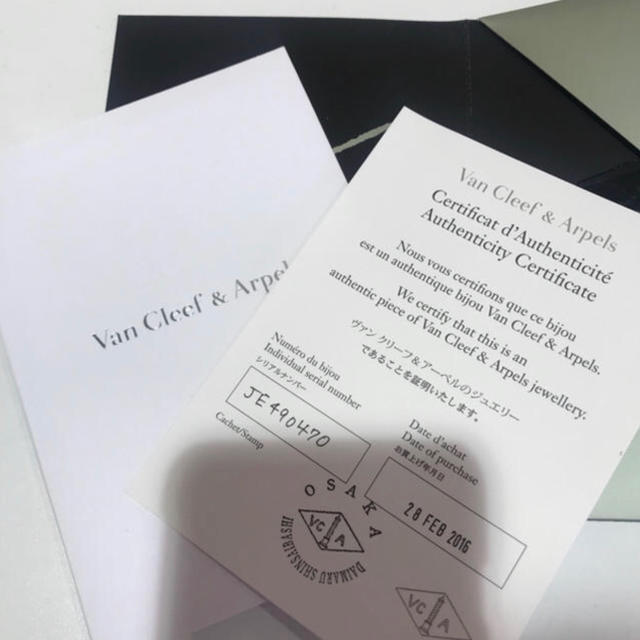 Van Cleef & Arpels
Van Cleef & Arpels
Certificat d'Authenticité
Authenticity Certificate
Nous vous certifions que ce bijou
est un authentique bijou Van Cleef & Arpels.
We certify that this is an
authentic piece of Van Cleef & Arpels jewellery.
ヴァン クリーフ&アーペルのジュエリー
であることを証明いたします。
Numéro du bijou
Individual serial number
シリアルナンバー
JE490470
Cachet/Stamp
Date d'achat
Date of purchase
お買上げ年月日
28 FEB 2016
OSAKA
VC A
DAIMARU SHINSAIBASHI
VC A